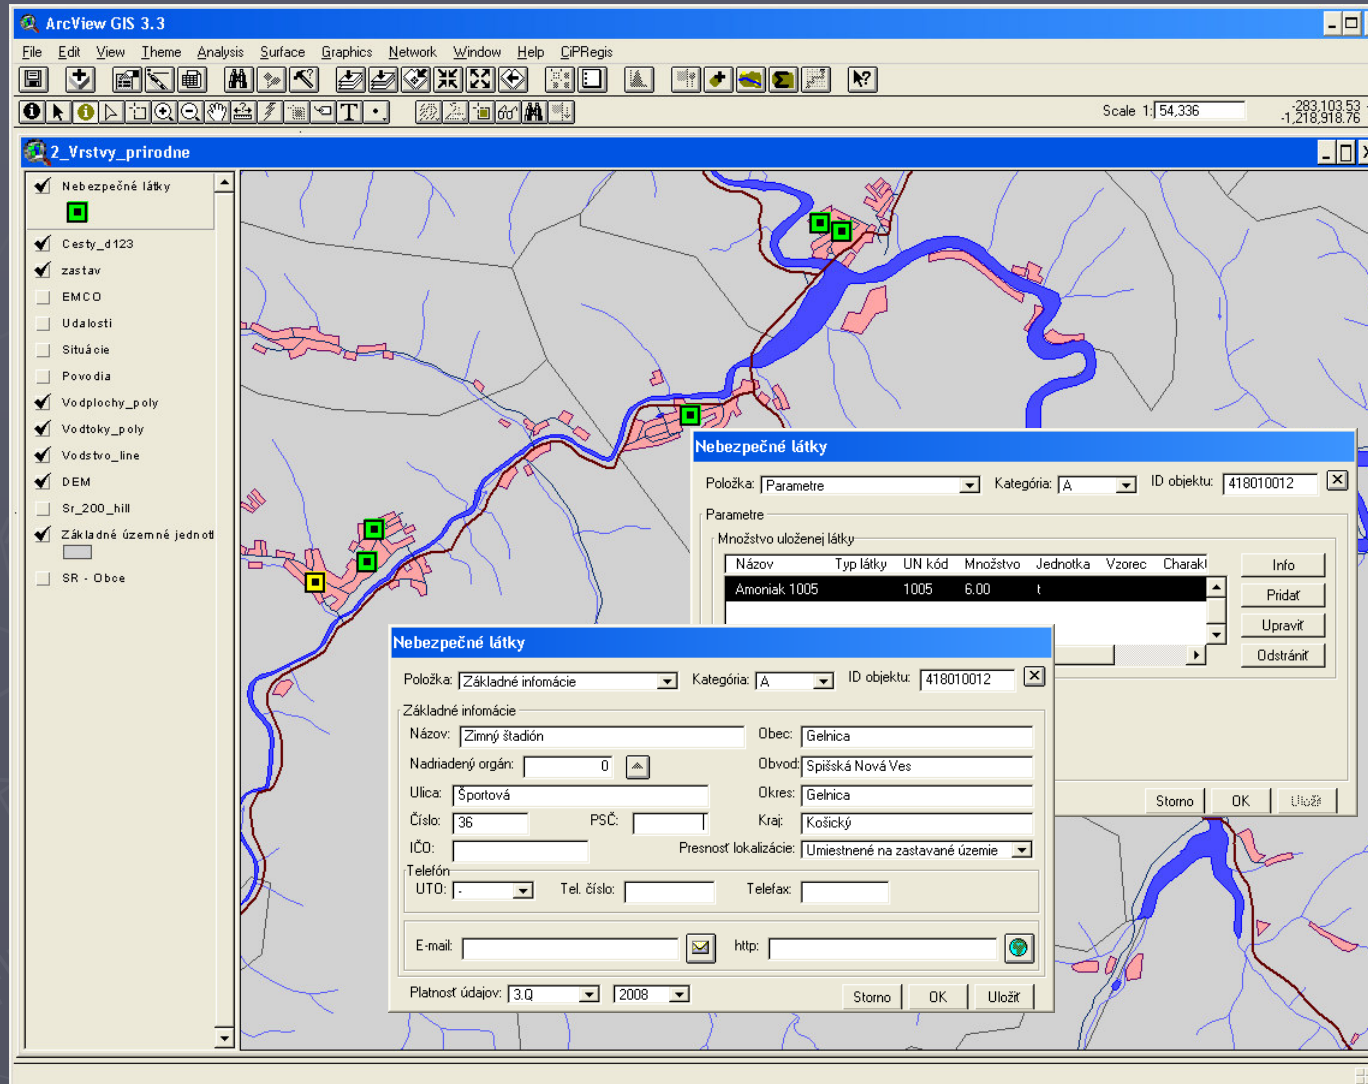 ArcView GIS 3.3
File Edit View Theme Analysis Surface Graphics Network Window Help CiPRegis
Scale 1: 54,336
-283,103.53
-1,218,918.76
2_Vrstvy_prirodne
Nebezpečné látky
Cesty_d123
zastav
EMCO
Udalosti
Situácie
Povodia
Vodplochy_poly
Vodtoky_poly
Vodstvo_line
DEM
Sr_200_hill
Základné územné jednotl
SR - Obce
Nebezpečné látky
Položka: Parametre Kategória: A ID objektu: 418010012
Parametre
Množstvo uloženej látky
Názov Typ látky UN kód Množstvo Jednotka Vzorec Charakt
Amoniak 1005 1005 6.00 t
Info
Pridať
Upraviť
Odstrániť
Storno OK Uložiť
Nebezpečné látky
Položka: Základné infomácie Kategória: A ID objektu: 418010012
Základné infomácie
Názov: Zimný štadión Obec: Gelnica
Nadriadený orgán: 0 Obvod: Spišská Nová Ves
Ulica: Športová Okres: Gelnica
Číslo: 36 PSČ: Kraj: Košický
IČO: Presnosť lokalizácie: Umiestnené na zastavané územie
Telefón
UTO: - Tel. číslo: Telefax:
E-mail: http:
Platnosť údajov: 3.Q 2008 Storno OK Uložiť